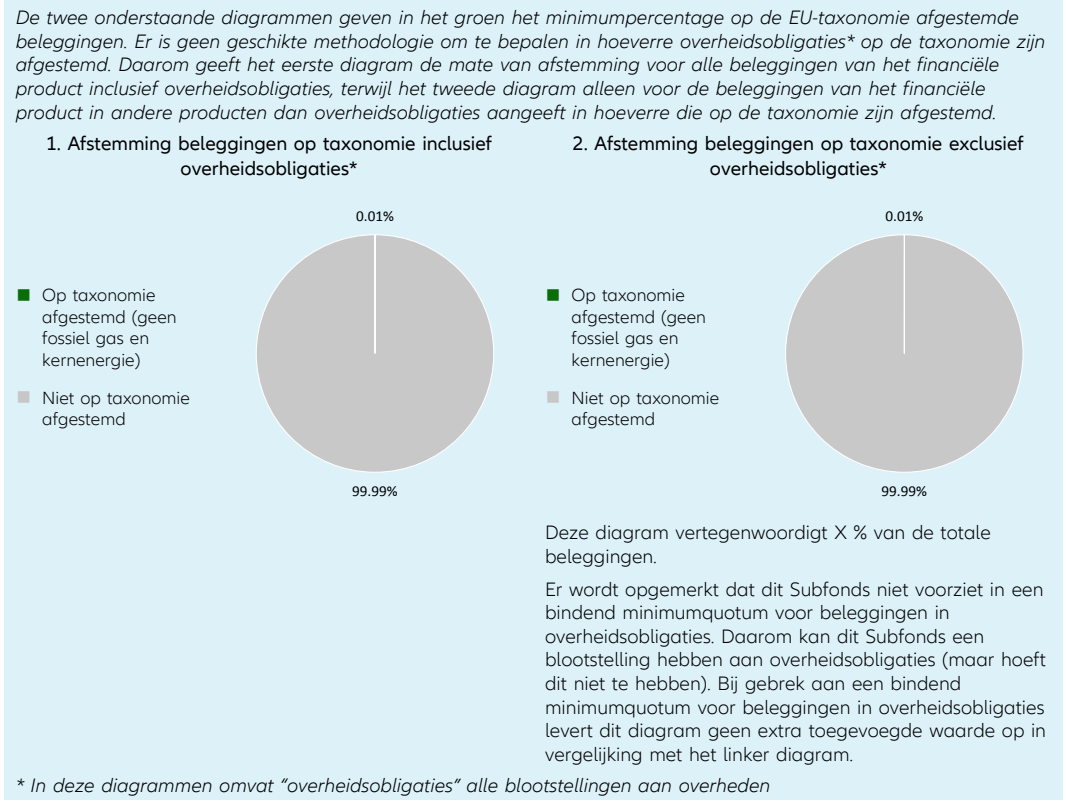 De twee onderstaande diagrammen geven in het groen het minimumpercentage op de EU-taxonomie afgestemde
beleggingen. Er is geen geschikte methodologie om te bepalen in hoeverre overheidsobligaties* op de taxonomie zijn
afgestemd. Daarom geeft het eerste diagram de mate van afstemming voor alle beleggingen van het financiële
product inclusief overheidsobligaties, terwijl het tweede diagram alleen voor de beleggingen van het financiële
product in andere producten dan overheidsobligaties aangeeft in hoeverre die op de taxonomie zijn afgestemd.
1. Afstemming beleggingen op taxonomie inclusief
overheidsobligaties*
0.01%
Op taxonomie
afgestemd (geen
fossiel gas en
kernenergie)
Niet op taxonomie
afgestemd
99.99%
2. Afstemming beleggingen op taxonomie exclusief
overheidsobligaties*
0.01%
Op taxonomie
afgestemd (geen
fossiel gas en
kernenergie)
Niet op taxonomie
afgestemd
99.99%
Deze diagram vertegenwoordigt X % van de totale
beleggingen.
Er wordt opgemerkt dat dit Subfonds niet voorziet in een
bindend minimumquotum voor beleggingen in
overheidsobligaties. Daarom kan dit Subfonds een
blootstelling hebben aan overheidsobligaties (maar hoeft
dit niet te hebben). Bij gebrek aan een bindend
minimumquotum voor beleggingen in overheidsobligaties
levert dit diagram geen extra toegevoegde waarde op in
vergelijking met het linker diagram.
* In deze diagrammen omvat “overheidsobligaties” alle blootstellingen aan overheden